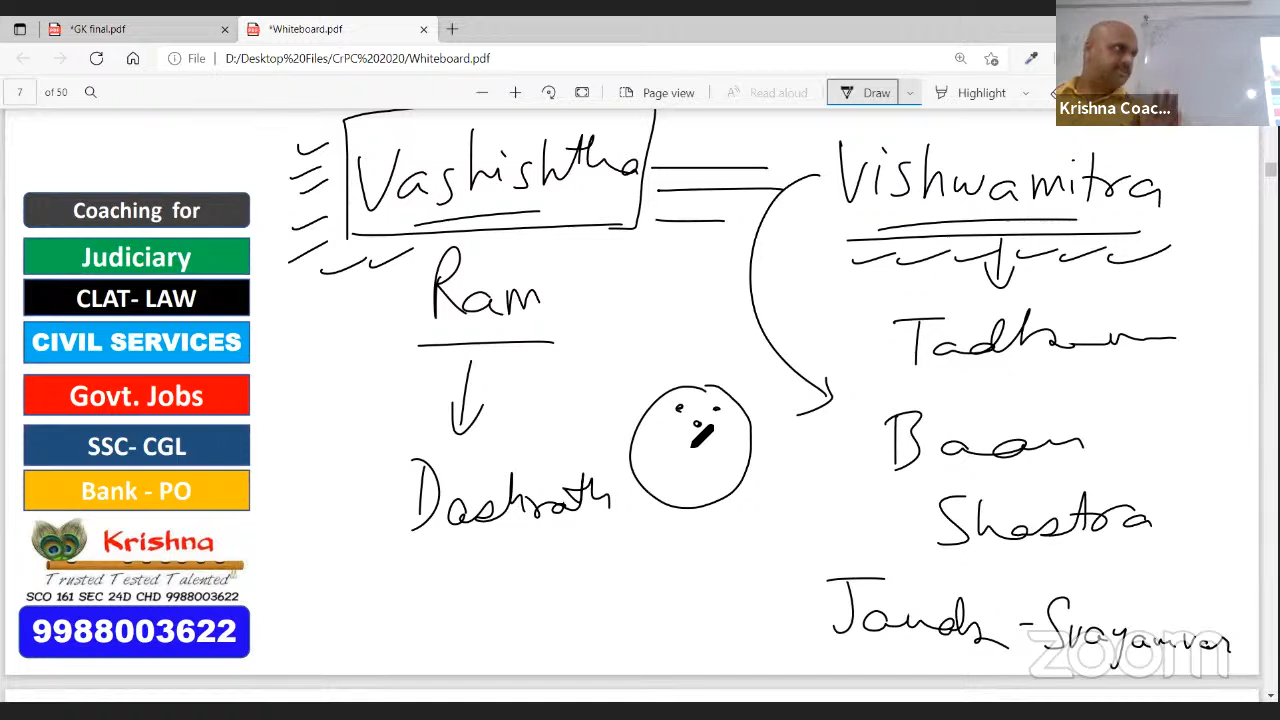 *GK final.pdf
*Whiteboard.pdf
File D:/Desktop%20Files/CrPC%202020/Whiteboard.pdf
7 of 50
Page view
Read aloud
Draw
Highlight
Krishna Coac...
Coaching for
Judiciary
CLAT- LAW
CIVIL SERVICES
Govt. Jobs
SSC- CGL
Bank - PO
Krishna
Trusted Tested Talented
SCO 161 SEC 24D CHD 9988003622
9988003622
Vashishtha
Ram
Dashrath
Vishwamitra
Baan
Shastra
Janak - Svayamvar
zoom